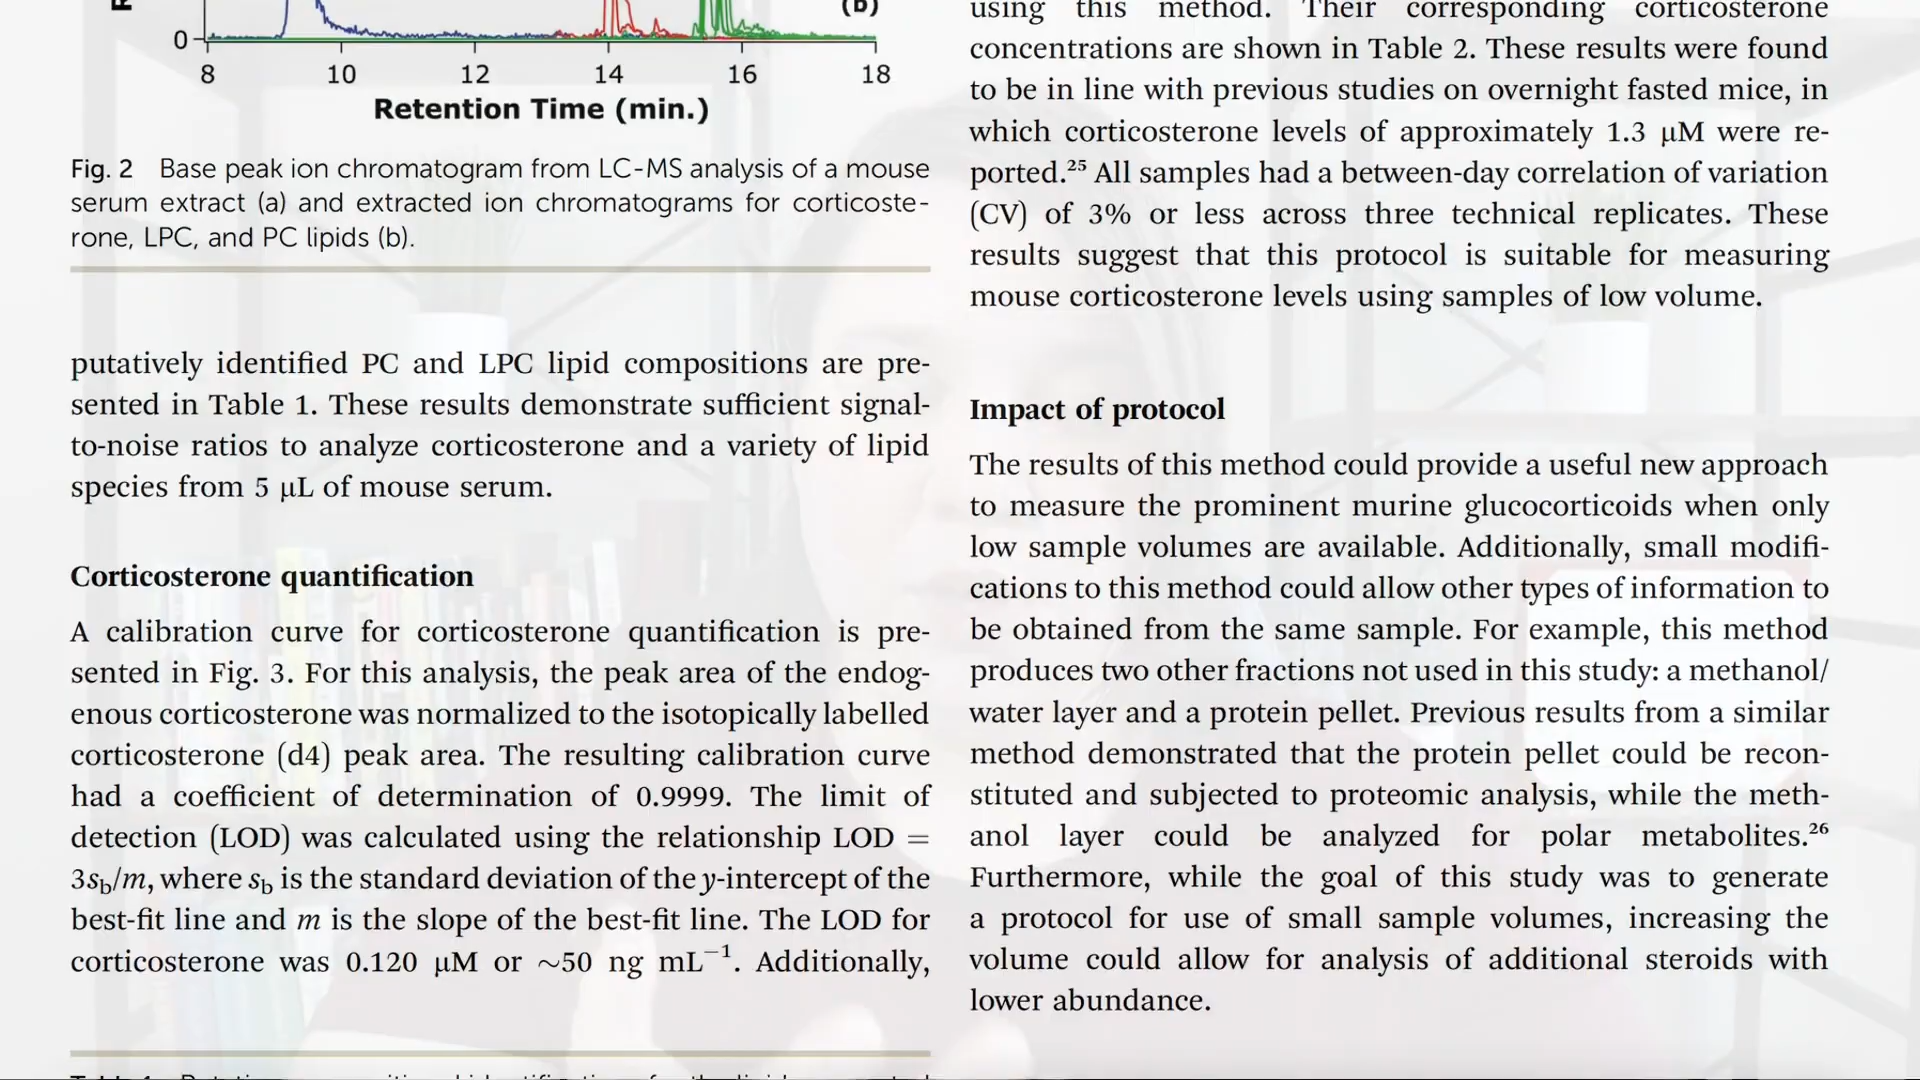 (b)
0
8 10 12 14 16 18
Retention Time (min.)
Fig. 2 Base peak ion chromatogram from LC-MS analysis of a mouse
serum extract (a) and extracted ion chromatograms for corticoste-
rone, LPC, and PC lipids (b).
putatively identified PC and LPC lipid compositions are pre-
sented in Table 1. These results demonstrate sufficient signal-
to-noise ratios to analyze corticosterone and a variety of lipid
species from 5 μL of mouse serum.
Corticosterone quantification
A calibration curve for corticosterone quantification is pre-
sented in Fig. 3. For this analysis, the peak area of the endog-
enous corticosterone was normalized to the isotopically labelled
corticosterone (d4) peak area. The resulting calibration curve
had a coefficient of determination of 0.9999. The limit of
detection (LOD) was calculated using the relationship LOD =
3s_b/m, where s_b is the standard deviation of the y-intercept of the
best-fit line and m is the slope of the best-fit line. The LOD for
corticosterone was 0.120 μM or ~50 ng mL⁻¹. Additionally,
using this method. Their corresponding corticosterone
concentrations are shown in Table 2. These results were found
to be in line with previous studies on overnight fasted mice, in
which corticosterone levels of approximately 1.3 μM were re-
ported.²⁵ All samples had a between-day correlation of variation
(CV) of 3% or less across three technical replicates. These
results suggest that this protocol is suitable for measuring
mouse corticosterone levels using samples of low volume.
Impact of protocol
The results of this method could provide a useful new approach
to measure the prominent murine glucocorticoids when only
low sample volumes are available. Additionally, small modifi-
cations to this method could allow other types of information to
be obtained from the same sample. For example, this method
produces two other fractions not used in this study: a methanol/
water layer and a protein pellet. Previous results from a similar
method demonstrated that the protein pellet could be recon-
stituted and subjected to proteomic analysis, while the meth-
anol layer could be analyzed for polar metabolites.²⁶
Furthermore, while the goal of this study was to generate
a protocol for use of small sample volumes, increasing the
volume could allow for analysis of additional steroids with
lower abundance.